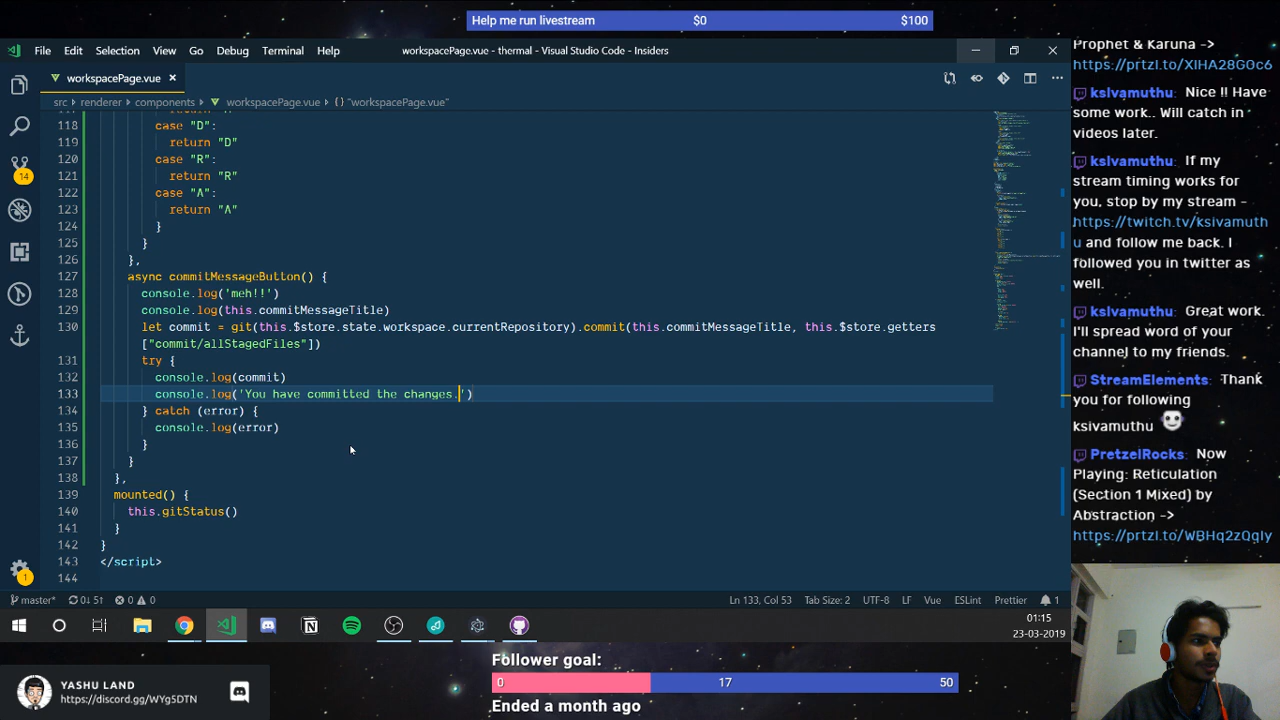 Help me run livestream $0 $100
File Edit Selection View Go Debug Terminal Help workspacePage.vue - thermal - Visual Studio Code - Insiders
workspacePage.vue
src › renderer › components › workspacePage.vue › {} "workspacePage.vue"
118 case "D":
119 return "D"
120 case "R":
121 return "R"
122 case "A":
123 return "A"
124 }
125 }
126 },
127 async commitMessageButton() {
128 console.log('meh!!')
129 console.log(this.commitMessageTitle)
130 let commit = git(this.$store.state.workspace.currentRepository).commit(this.commitMessageTitle, this.$store.getters
["commit/allStagedFiles"])
131 try {
132 console.log(commit)
133 console.log('You have committed the changes.')
134 } catch (error) {
135 console.log(error)
136 }
137 }
138 },
139 mounted() {
140 this.gitStatus()
141 }
142 }
143 </script>
144
14
1
master* 0↓ 5↑ 0 0 Ln 133, Col 53 Tab Size: 2 UTF-8 LF Vue ESLint Prettier 1
01:15
23-03-2019
Prophet & Karuna ->
https://prtzl.to/XIHA28G0c6
ksivamuthu: Nice !! Have
some work.. Will catch in
videos later.
ksivamuthu: If my
stream timing works for
you, stop by my stream -
https://twitch.tv/ksivamuth
u and follow me back. I
followed you in twitter as
well.
ksivamuthu: Great work.
I'll spread word of your
channel to my friends.
StreamElements: Thank
you for following
ksivamuthu
PretzelRocks: Now
Playing: Reticulation
(Section 1 Mixed) by
Abstraction ->
https://prtzl.to/WBHq2zQqIy
YASHU LAND
https://discord.gg/WYg5DTN
Follower goal:
0 17 50
Ended a month ago